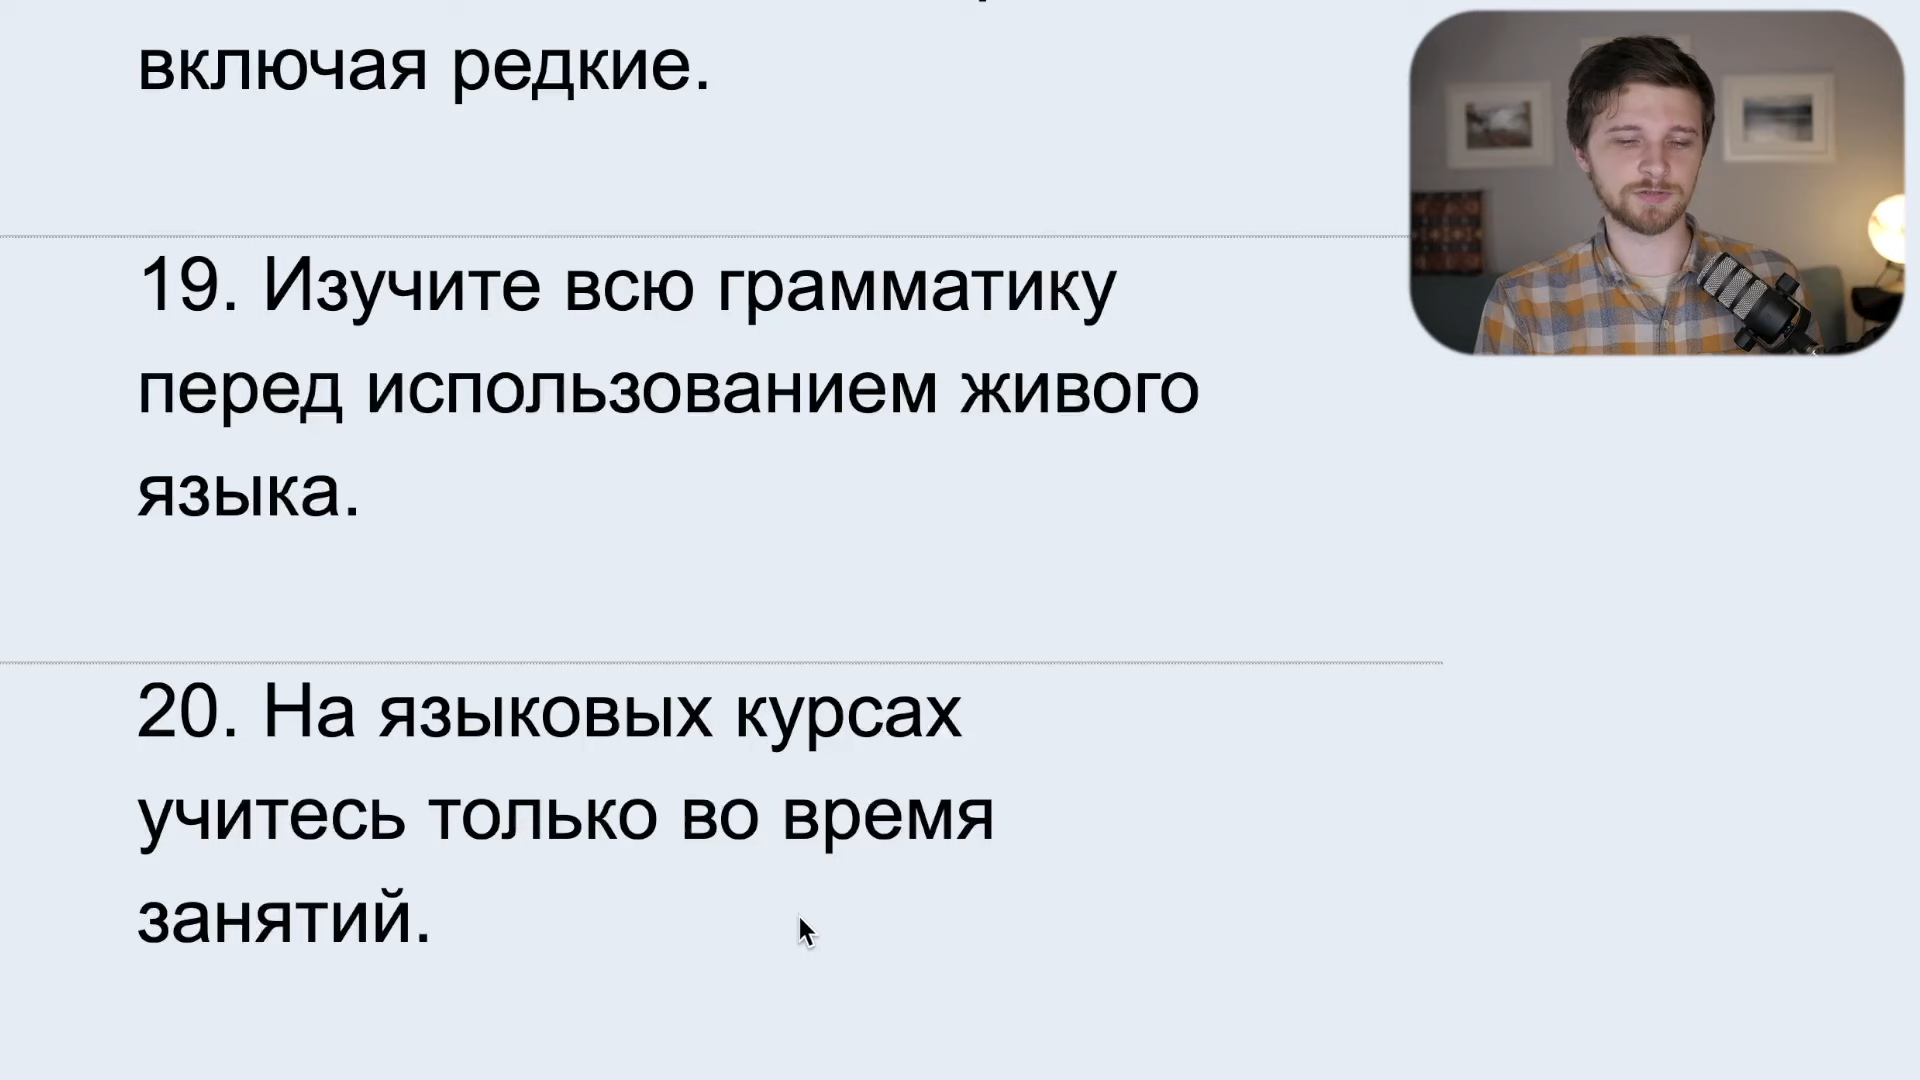 включая редкие.
19. Изучите всю грамматику
перед использованием живого
языка.
20. На языковых курсах
учитесь только во время
занятий.